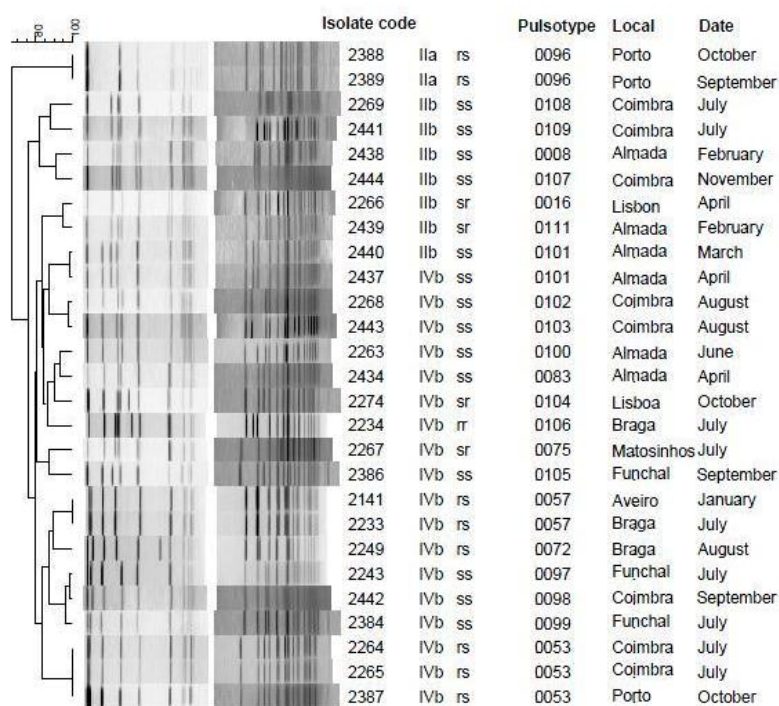 Isolate code Pulsotype Local Date
80 100
2388 IIa rs 0096 Porto October
2389 IIa rs 0096 Porto September
2269 IIb ss 0108 Coimbra July
2441 IIb ss 0109 Coimbra July
2438 IIb ss 0008 Almada February
2444 IIb ss 0107 Coimbra November
2266 IIb sr 0016 Lisbon April
2439 IIb sr 0111 Almada February
2440 IIb ss 0101 Almada March
2437 IVb ss 0101 Almada April
2268 IVb ss 0102 Coimbra August
2443 IVb ss 0103 Coimbra August
2263 IVb ss 0100 Almada June
2434 IVb ss 0083 Almada April
2274 IVb sr 0104 Lisboa October
2234 IVb rr 0106 Braga July
2267 IVb sr 0075 Matosinhos July
2386 IVb ss 0105 Funchal September
2141 IVb rs 0057 Aveiro January
2233 IVb rs 0057 Braga July
2249 IVb rs 0072 Braga August
2243 IVb ss 0097 Funchal July
2442 IVb ss 0098 Coimbra September
2384 IVb ss 0099 Funchal July
2264 IVb rs 0053 Coimbra July
2265 IVb rs 0053 Coimbra July
2387 IVb rs 0053 Porto October